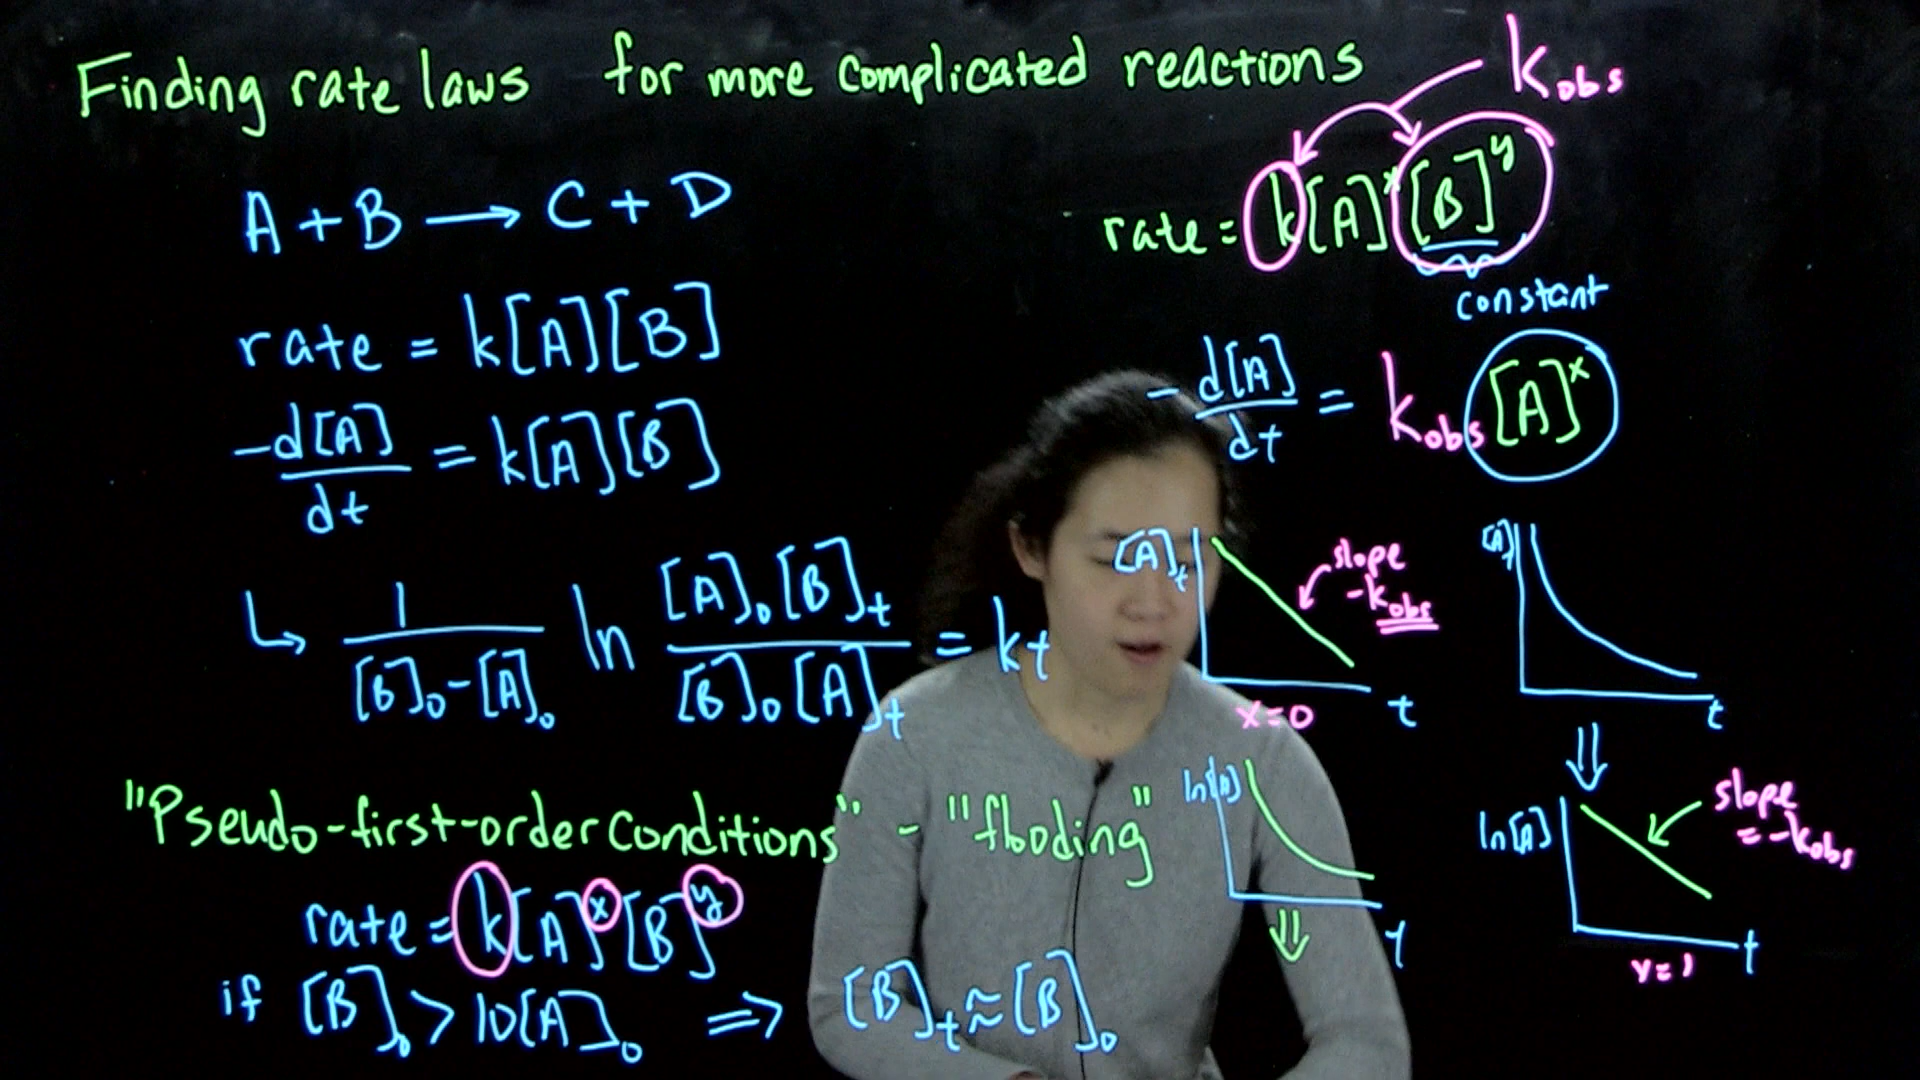 Finding rate laws for more complicated reactions
A + B ⟶ C + D
rate = k[A][B]
-d[A]/dt = k[A][B]
↳ 1/([B]₀-[A]₀) ln ([A]₀[B]t)/([B]₀[A]t) = kt
"Pseudo-first-order conditions" - "flooding"
rate = k[A]ˣ[B]ʸ
if [B]₀ > 10[A]₀ ⟹ [B]t ≈ [B]₀
kobs
rate = k[A]ˣ[B]ʸ
constant
-d[A]/dt = kobs[A]ˣ
[A]t
slope
-kobs
t
x=0
[A]
t
ln[A]
ln[A]
slope
= -kobs
t